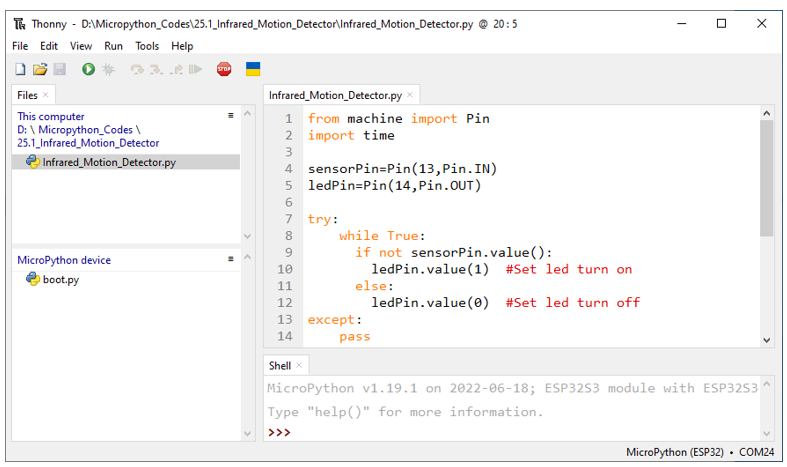 Thonny - D:\Micropython_Codes\25.1_Infrared_Motion_Detector\Infrared_Motion_Detector.py @ 20 : 5
File Edit View Run Tools Help
STOP
Files ×
This computer
D: \ Micropython_Codes \
25.1_Infrared_Motion_Detector
Infrared_Motion_Detector.py
MicroPython device
boot.py
Infrared_Motion_Detector.py ×
1 from machine import Pin
2 import time
3
4 sensorPin=Pin(13,Pin.IN)
5 ledPin=Pin(14,Pin.OUT)
6
7 try:
8     while True:
9       if not sensorPin.value():
10         ledPin.value(1)  #Set led turn on
11       else:
12         ledPin.value(0)  #Set led turn off
13 except:
14     pass
Shell ×
MicroPython v1.19.1 on 2022-06-18; ESP32S3 module with ESP32S3
Type "help()" for more information.
>>>
MicroPython (ESP32) • COM24